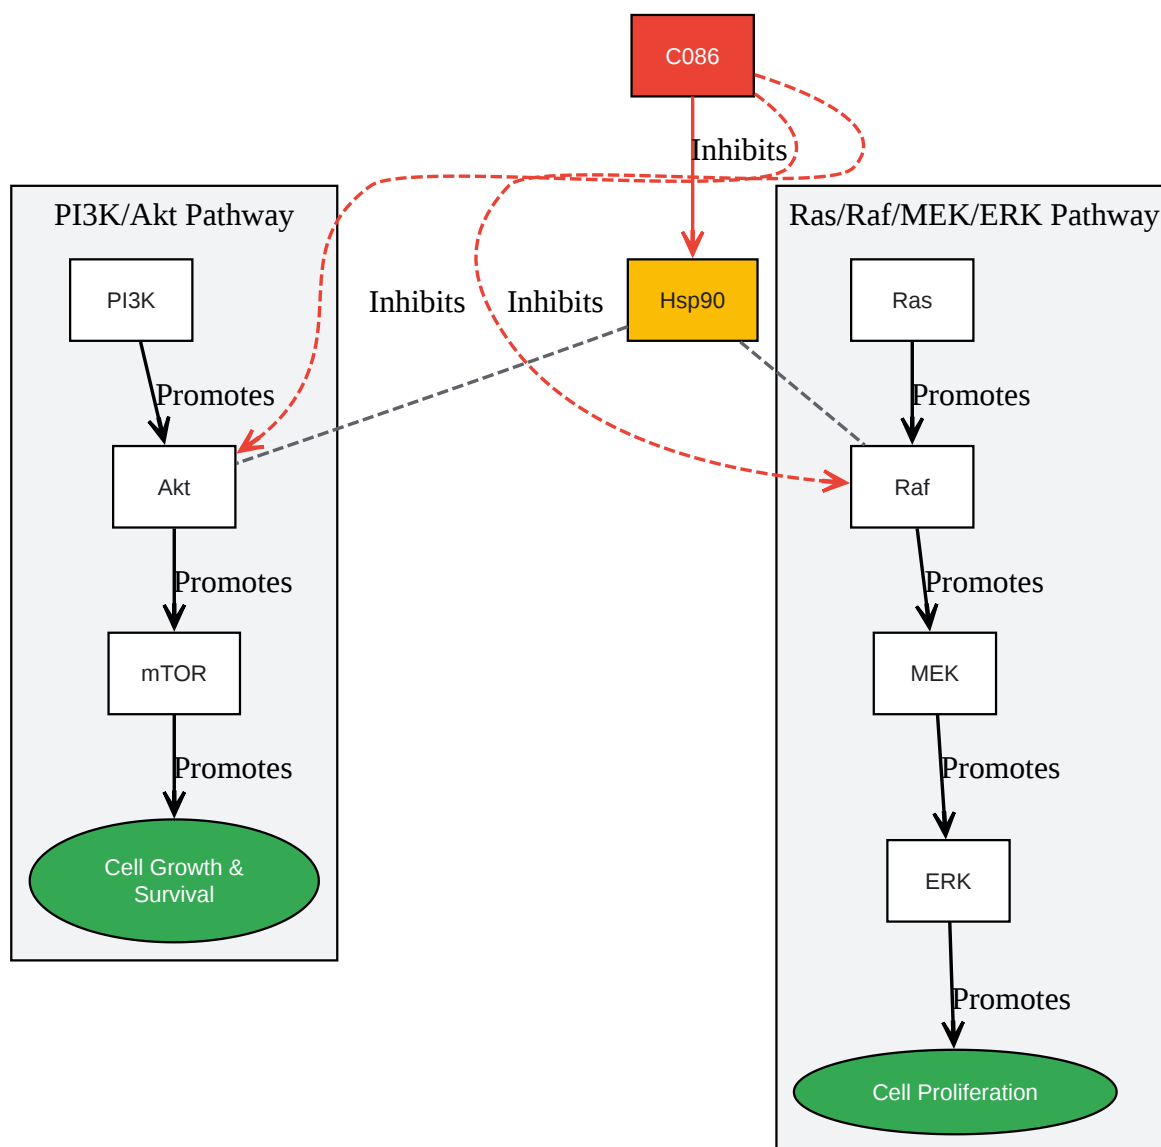 C086
Inhibits
PI3K/Akt Pathway
Ras/Raf/MEK/ERK Pathway
PI3K
Inhibits
Inhibits
Hsp90
Ras
Promotes
Promotes
Akt
Raf
Promotes
Promotes
mTOR
MEK
Promotes
Promotes
Cell Growth &
Survival
ERK
Promotes
Cell Proliferation